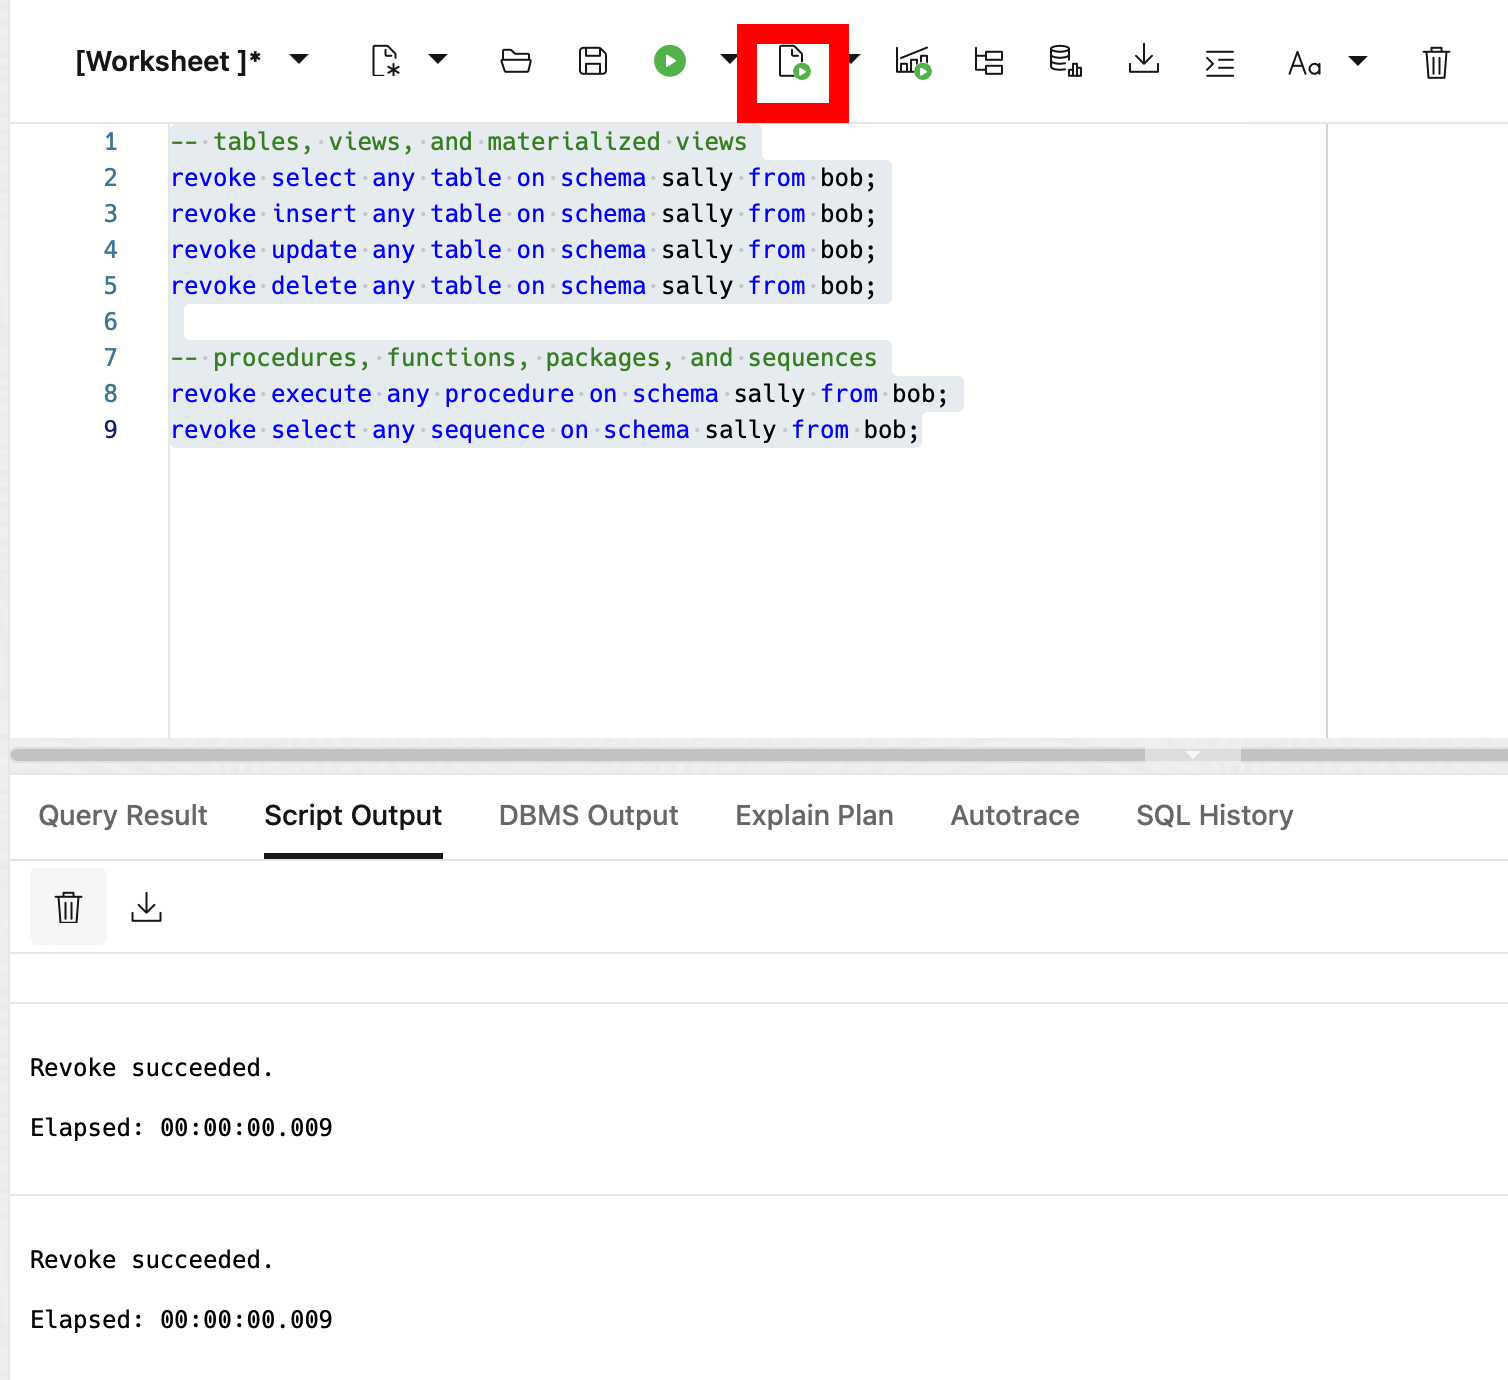 [Worksheet ]*
Aa
1 -- tables, views, and materialized views
2 revoke select any table on schema sally from bob;
3 revoke insert any table on schema sally from bob;
4 revoke update any table on schema sally from bob;
5 revoke delete any table on schema sally from bob;
6
7 -- procedures, functions, packages, and sequences
8 revoke execute any procedure on schema sally from bob;
9 revoke select any sequence on schema sally from bob;
Query Result Script Output DBMS Output Explain Plan Autotrace SQL History
Revoke succeeded.
Elapsed: 00:00:00.009
Revoke succeeded.
Elapsed: 00:00:00.009